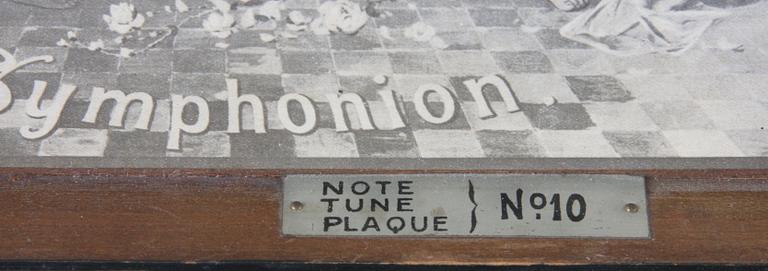 Symphonion.
NOTE
TUNE } No. 10
PLAQUE